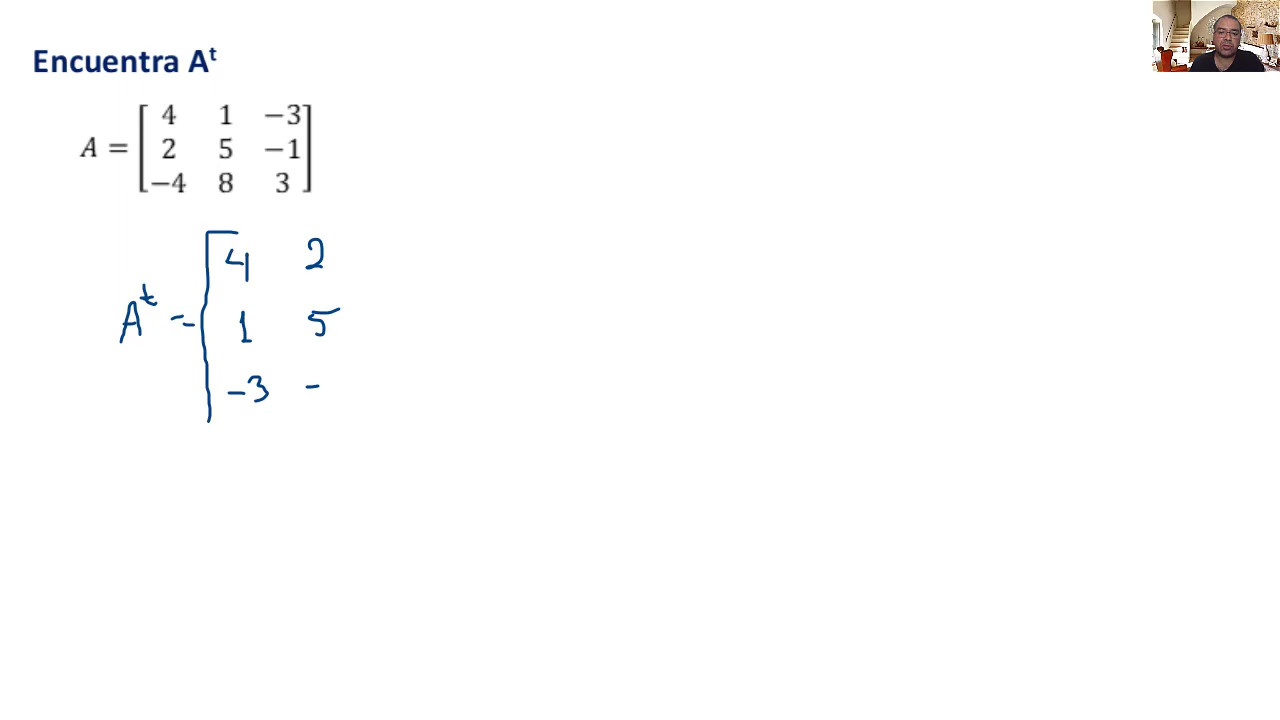 Encuentra Aᵗ
4 1 −3
A = 2 5 −1
−4 8 3
4 2
Aᵗ = 1 5
-3 -